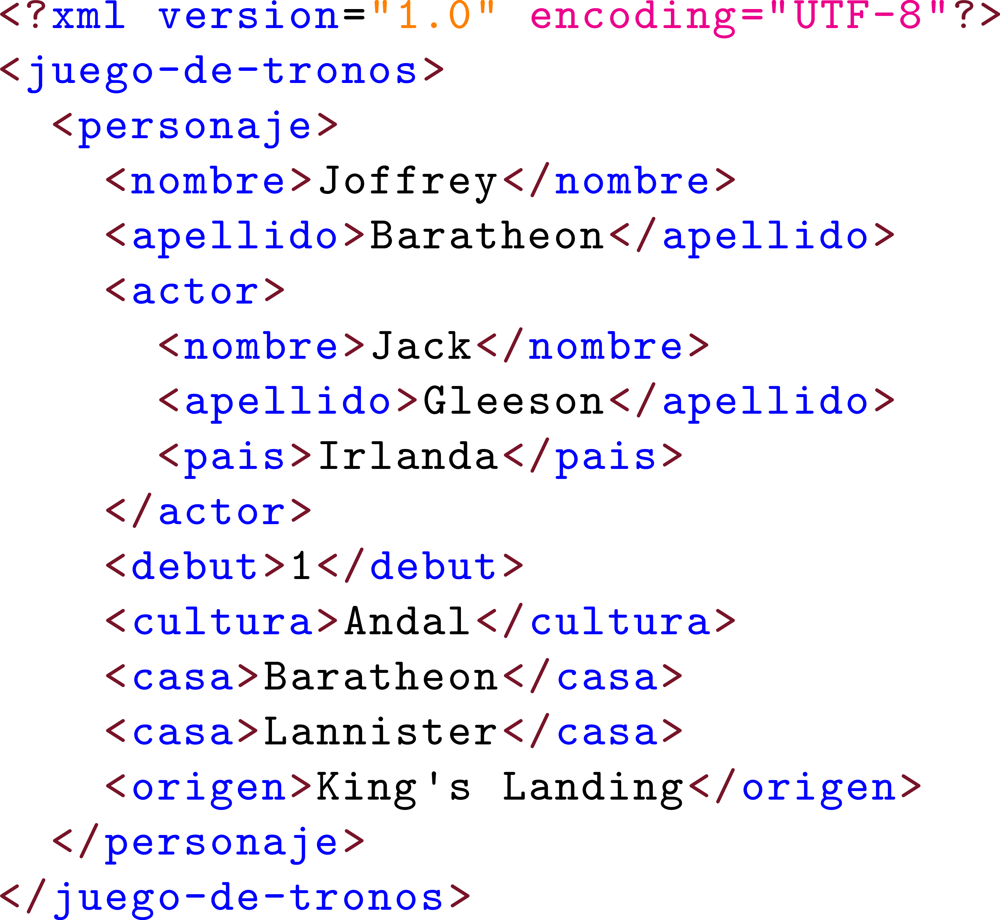 <?xml version="1.0" encoding="UTF-8"?>
<juego-de-tronos>
  <personaje>
    <nombre>Joffrey</nombre>
    <apellido>Baratheon</apellido>
    <actor>
      <nombre>Jack</nombre>
      <apellido>Gleeson</apellido>
      <pais>Irlanda</pais>
    </actor>
    <debut>1</debut>
    <cultura>Andal</cultura>
    <casa>Baratheon</casa>
    <casa>Lannister</casa>
    <origen>King's Landing</origen>
  </personaje>
</juego-de-tronos>